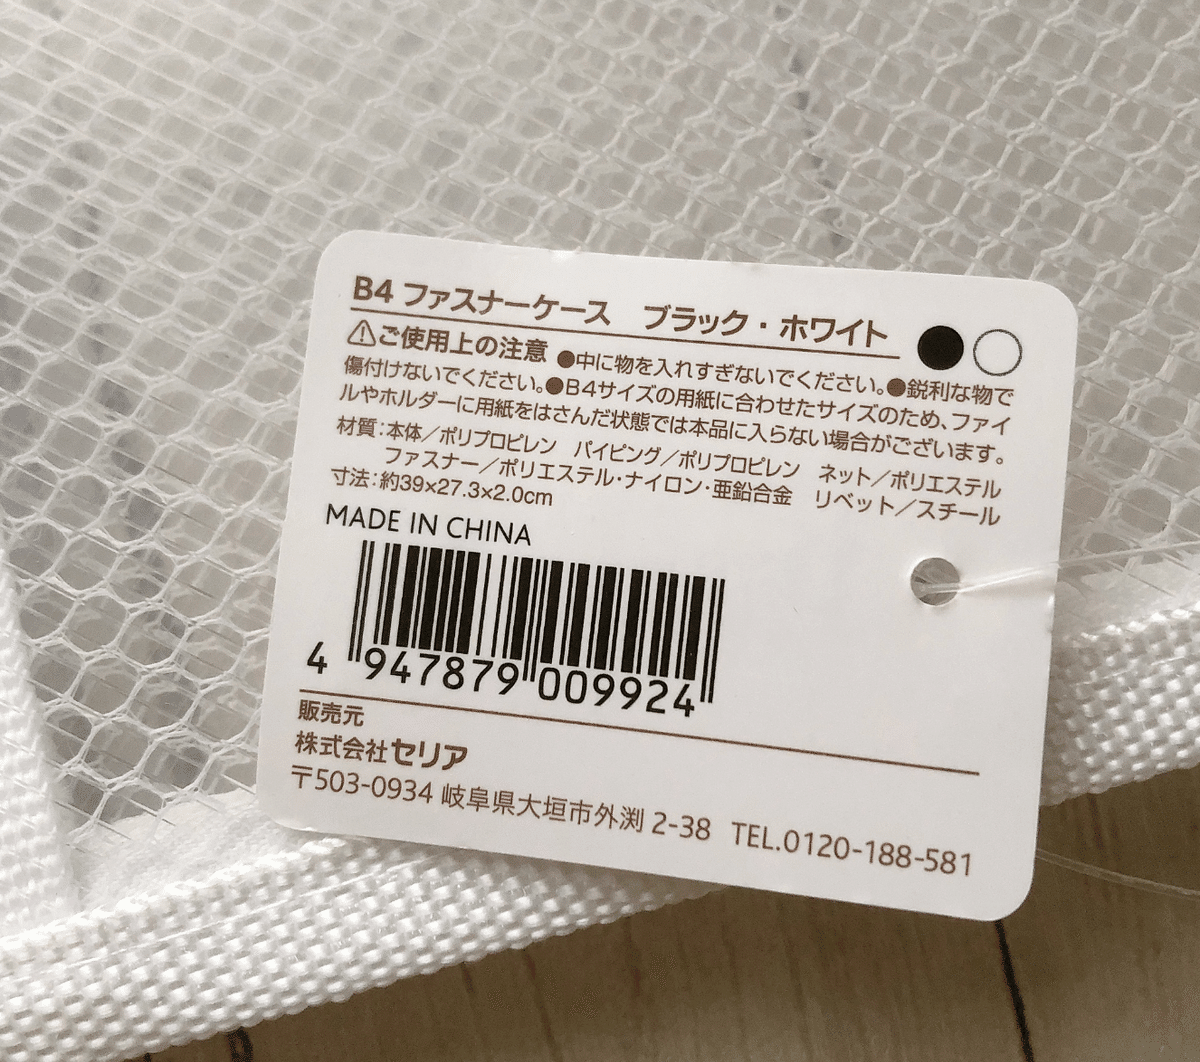 B4 ファスナーケース　ブラック・ホワイト
⚠ご使用上の注意 ●中に物を入れすぎないでください。●鋭利な物で
傷付けないでください。●B4サイズの用紙に合わせたサイズのため、ファイ
ルやホルダーに用紙をはさんだ状態では本品に入らない場合がございます。
材質：本体／ポリプロピレン　パイピング／ポリプロピレン　ネット／ポリエステル
ファスナー／ポリエステル・ナイロン・亜鉛合金　リベット／スチール
寸法：約39×27.3×2.0cm
MADE IN CHINA
4 947879 009924
販売元
株式会社セリア
〒503-0934 岐阜県大垣市外渕 2-38 TEL.0120-188-581